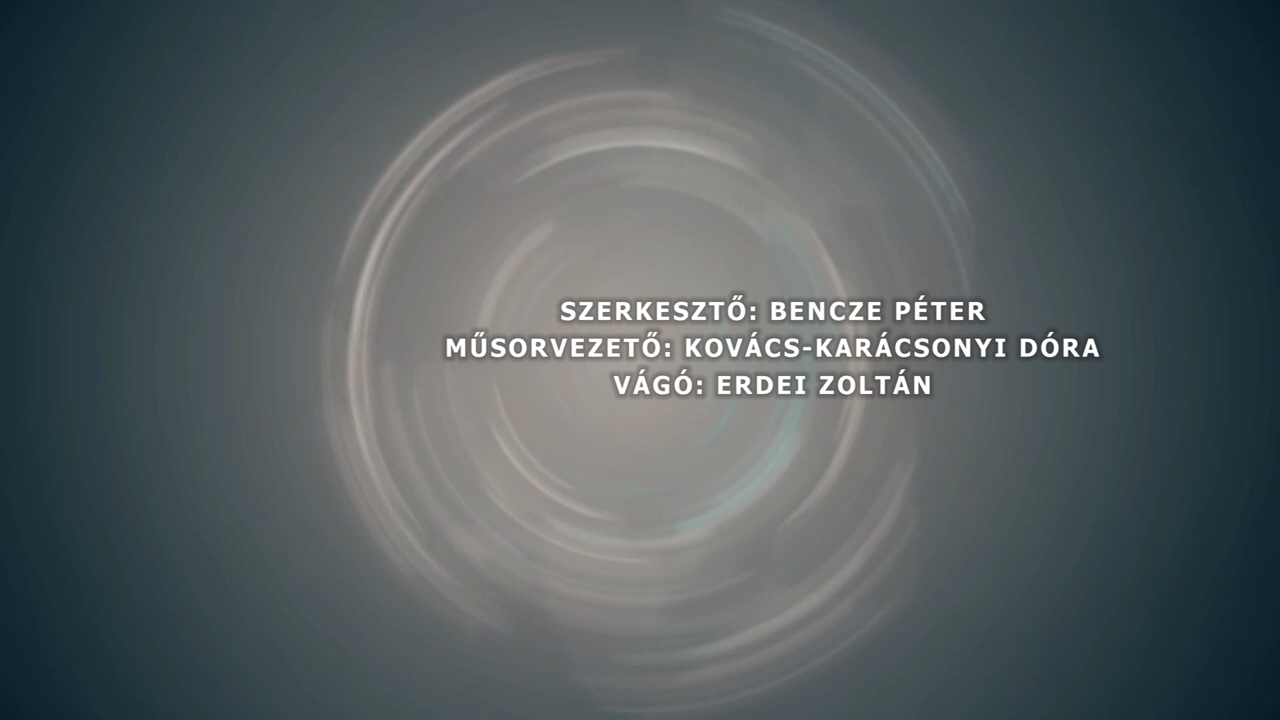 SZERKESZTŐ: BENCZE PÉTER
MŰSORVEZETŐ: KOVÁCS-KARÁCSONYI DÓRA
VÁGÓ: ERDEI ZOLTÁN